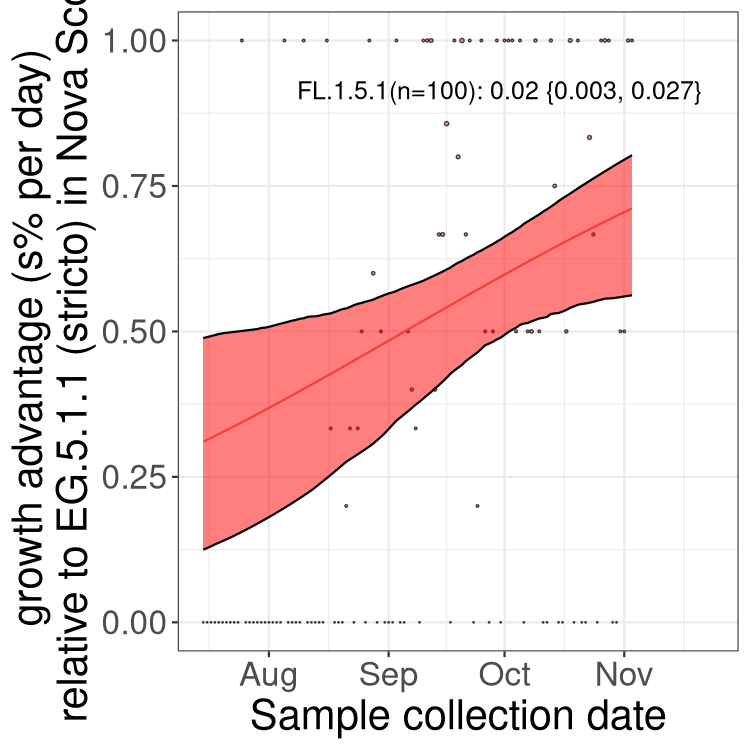 growth advantage (s% per day)
relative to EG.5.1.1 (stricto) in Nova
1.00
0.75
0.50
0.25
0.00
FL.1.5.1(n=100): 0.02 {0.003, 0.027}
Aug Sep Oct Nov
Sample collection date